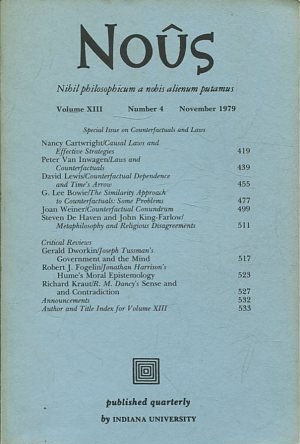 Noûs
Nihil philosophicum a nobis alienum putamus
Volume XIII Number 4 November 1979
Special Issue on Counterfactuals and Laws
Nancy Cartwright/Causal Laws and
Effective Strategies 419
Peter Van Inwagen/Laws and
Counterfactuals 439
David Lewis/Counterfactual Dependence
and Time's Arrow 455
G. Lee Bowie/The Similarity Approach
to Counterfactuals: Some Problems 477
Joan Weiner/Counterfactual Conundrum 499
Steven De Haven and John King-Farlow/
Metaphilosophy and Religious Disagreements 511
Critical Reviews
Gerald Dworkin/Joseph Tussman's
Government and the Mind 517
Robert J. Fogelin/Jonathan Harrison's
Hume's Moral Epistemology 523
Richard Kraut/R. M. Dancy's Sense and
and Contradiction 527
Announcements 532
Author and Title Index for Volume XIII 533
published quarterly
by INDIANA UNIVERSITY